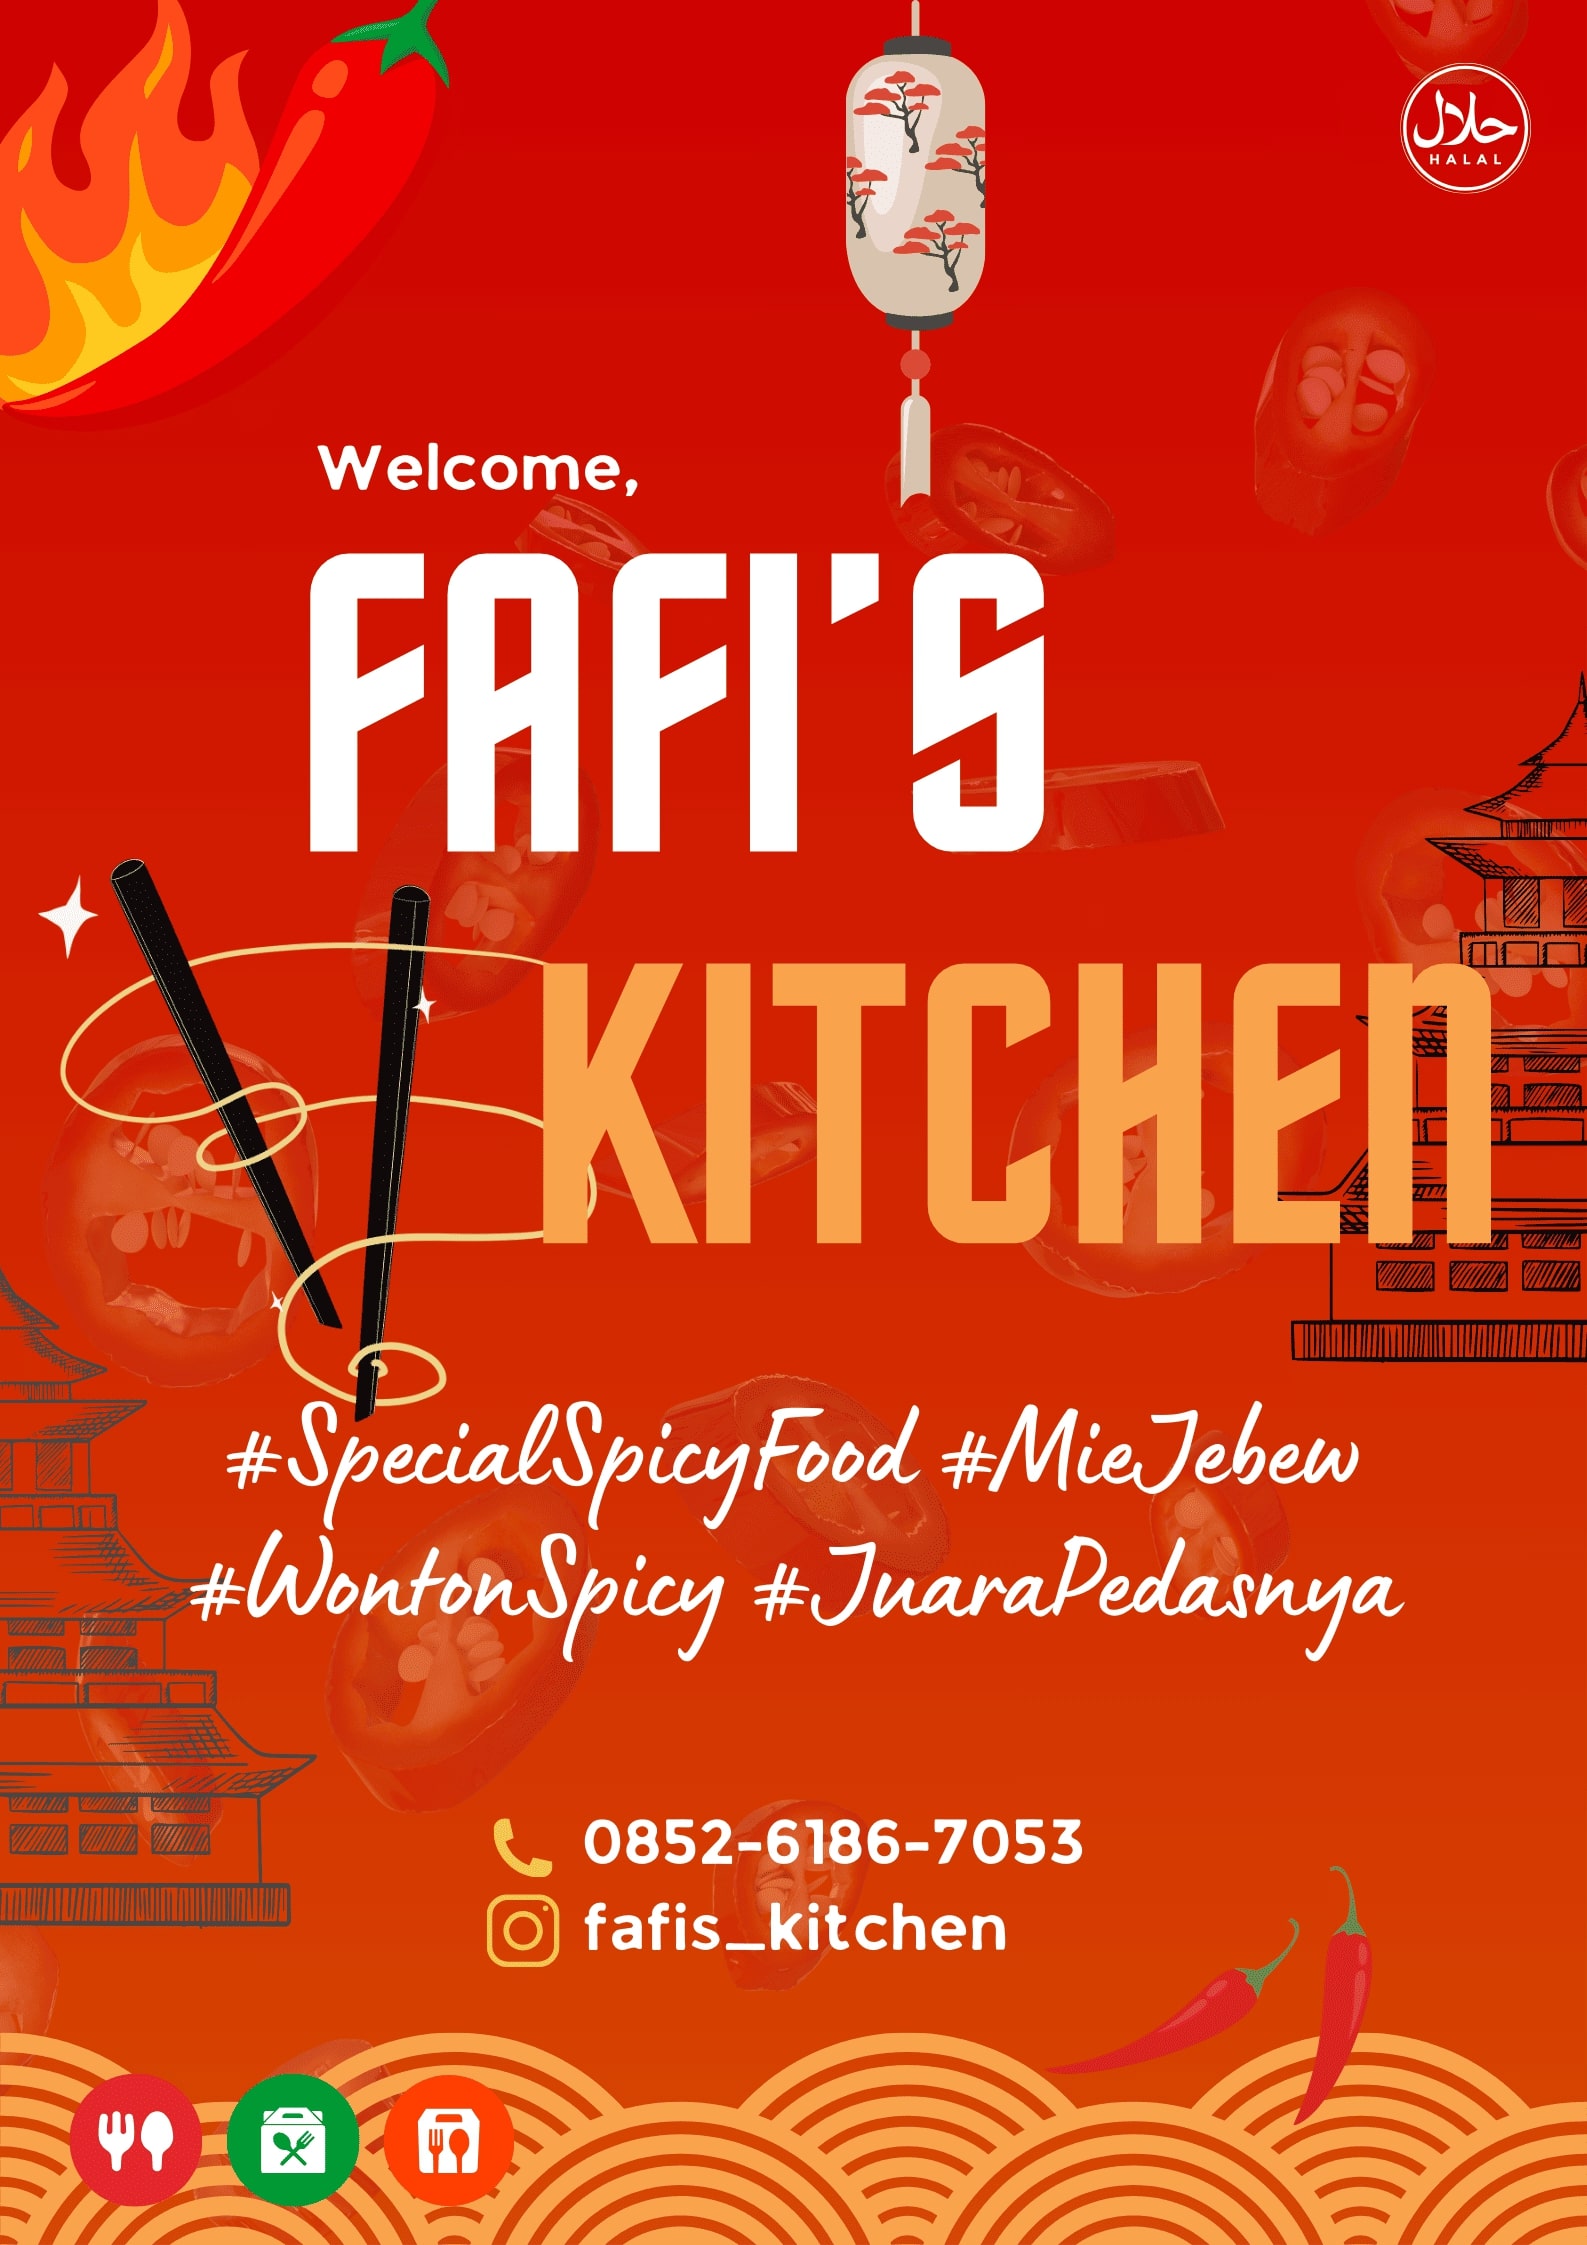 حلال
HALAL
Welcome,
FAFI'S
KITCHEN
#SpecialSpicyFood #MieJebew
#WontonSpicy #JuaraPedasnya
0852-6186-7053
fafis_kitchen